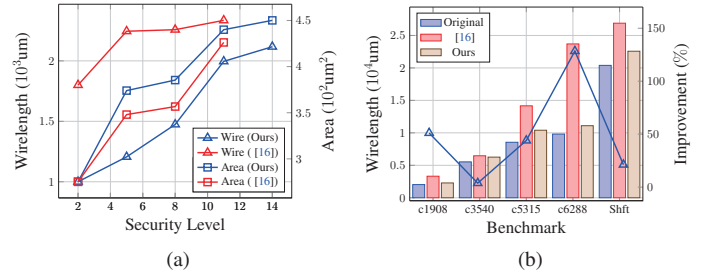 2
1.5
1
Wirelength (10³um)
4.5
4
3.5
3
Area (10²um²)
Wire (Ours)
Wire ( [16])
Area (Ours)
Area ( [16])
2 4 6 8 10 12 14
Security Level
(a)
2.5
2
1.5
1
0.5
0
Wirelength (10⁴um)
150
100
50
0
Improvement (%)
Original
[16]
Ours
c1908 c3540 c5315 c6288 Shft
Benchmark
(b)